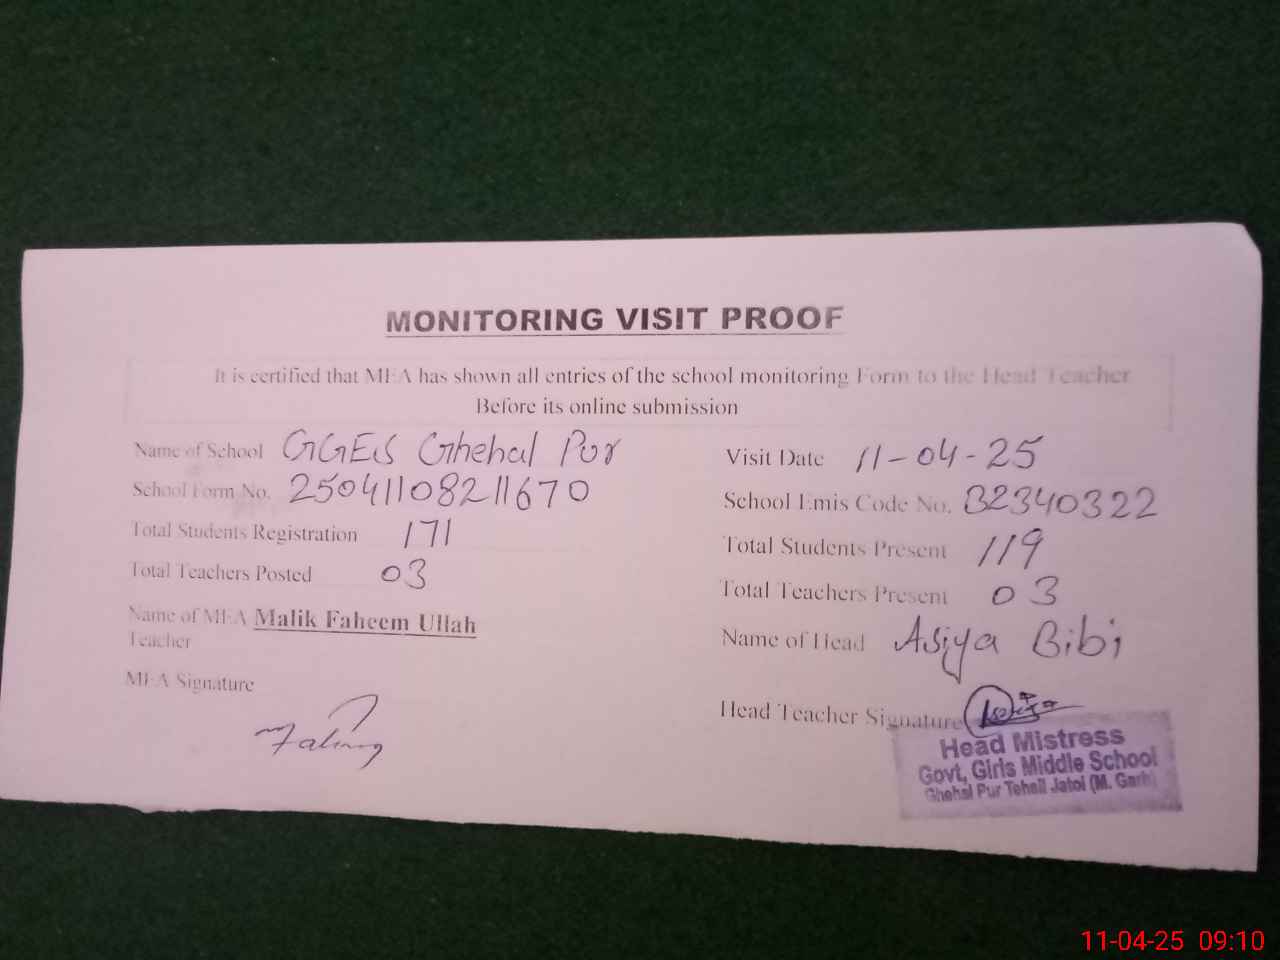 MONITORING VISIT PROOF
It is certified that MEA has shown all entries of the school monitoring Form to the Head Teacher
Before its online submission
Name of School GGES Ghehal Pur
Visit Date 11-04-25
School Form No. 25041108211670
School Emis Code No. 32340322
Total Students Registration 171
Total Students Present 119
Total Teachers Posted 03
Total Teachers Present 03
Name of MEA Malik Faheem Ullah
Teacher
Name of Head Asiya Bibi
MEA Signature
Head Teacher Signature
Head Mistress
Govt, Girls Middle School
Ghehal Pur Tehsil Jatoi (M. Garh)
11-04-25 09:10